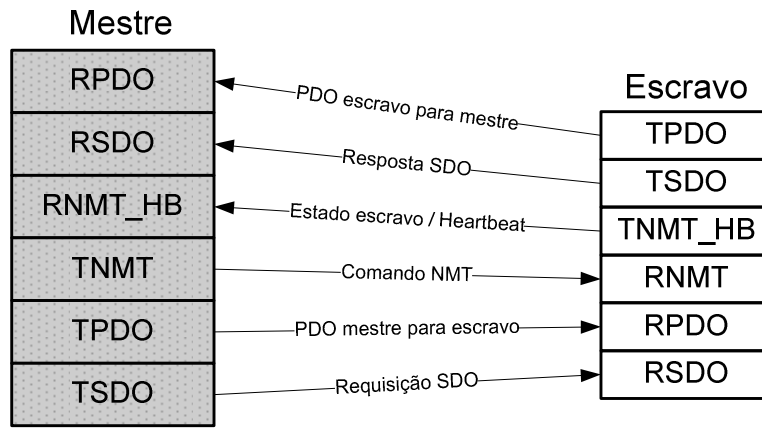 Mestre
RPDO
RSDO
RNMT_HB
TNMT
TPDO
TSDO
PDO escravo para mestre
Resposta SDO
Estado escravo / Heartbeat
Comando NMT
PDO mestre para escravo
Requisição SDO
Escravo
TPDO
TSDO
TNMT_HB
RNMT
RPDO
RSDO